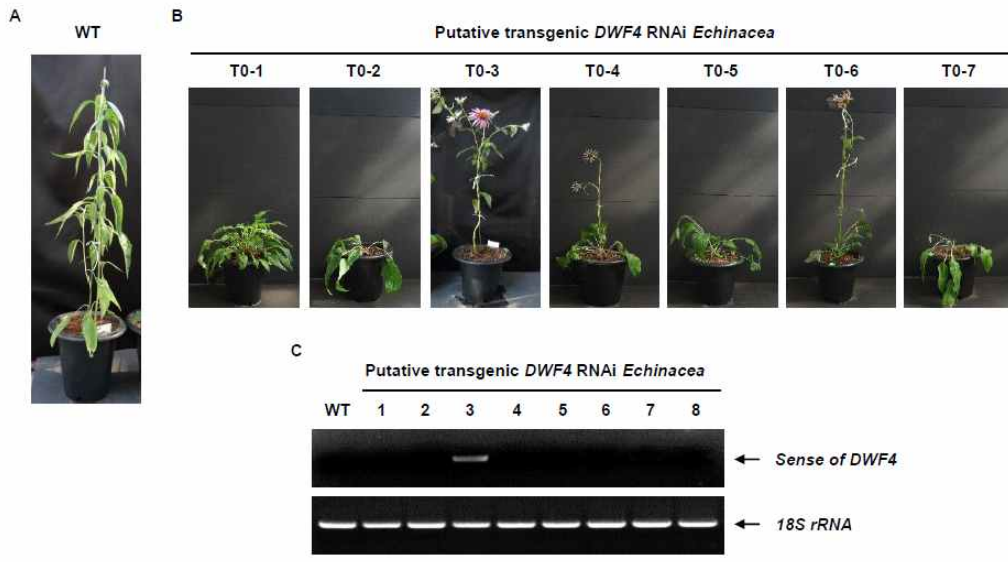 A
WT
B
Putative transgenic DWF4 RNAi Echinacea
T0-1 T0-2 T0-3 T0-4 T0-5 T0-6 T0-7
C
Putative transgenic DWF4 RNAi Echinacea
WT 1 2 3 4 5 6 7 8
Sense of DWF4
18S rRNA